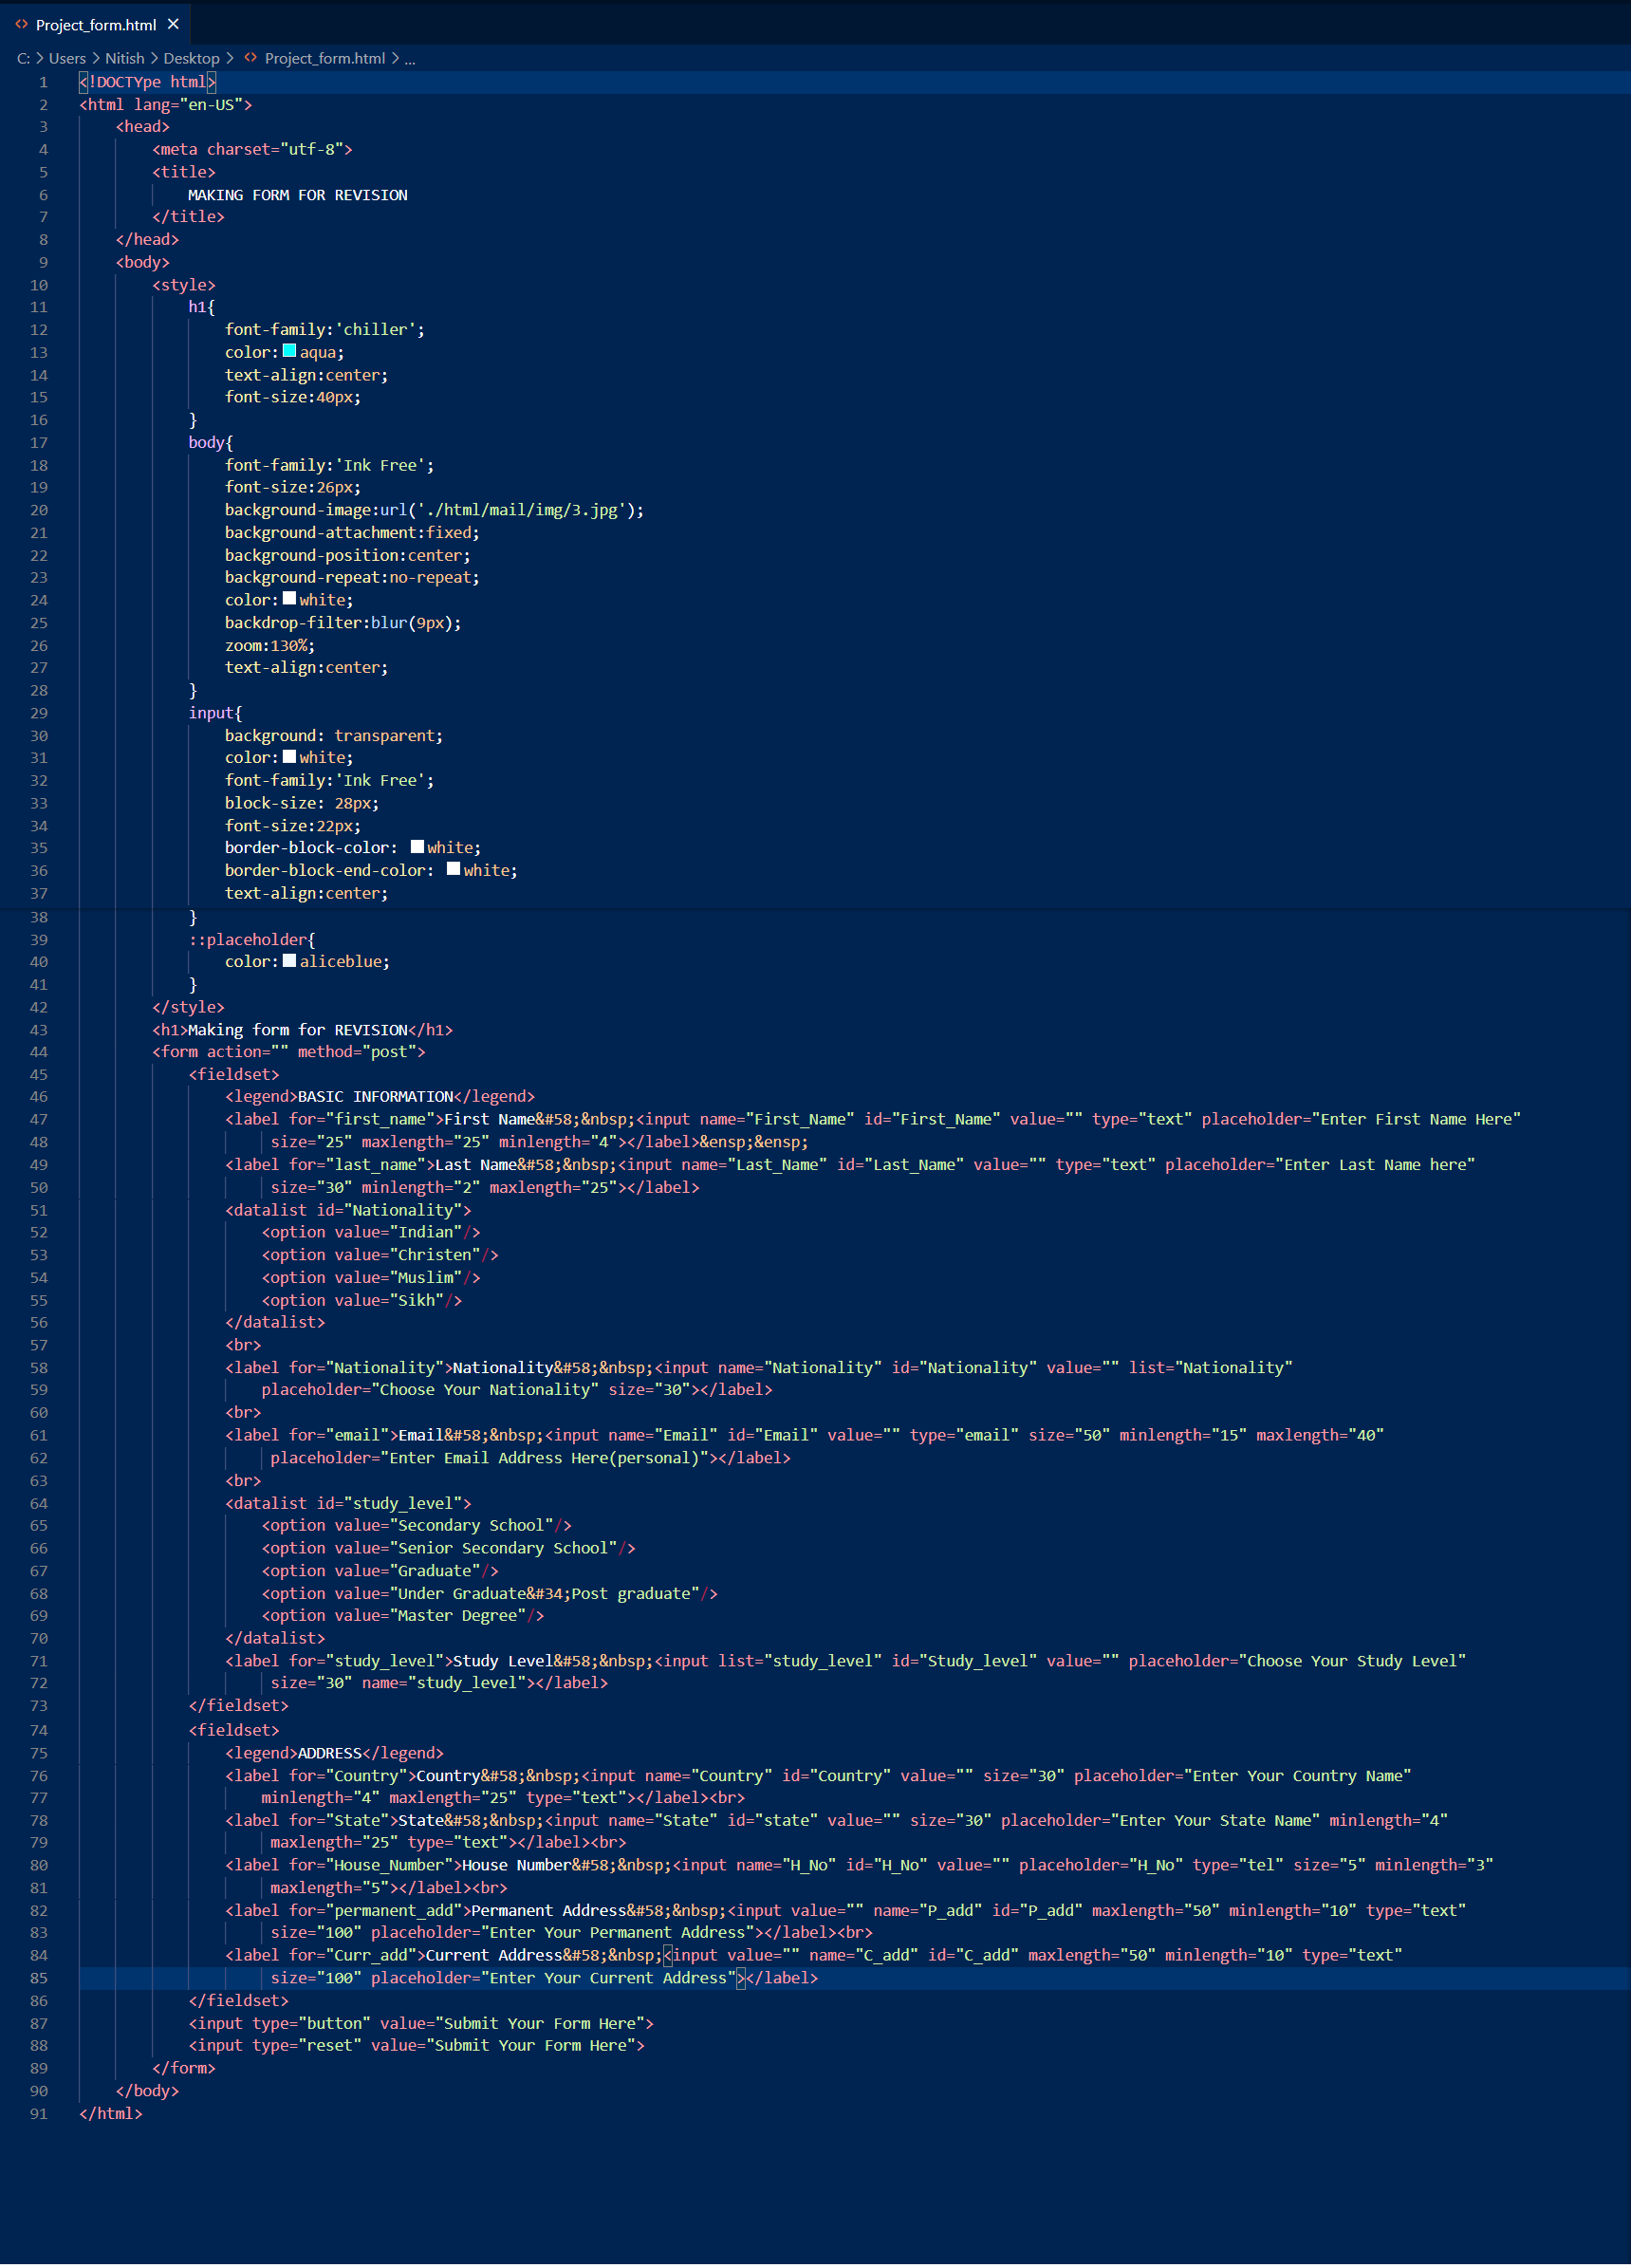 Project_form.html
C: > Users > Nitish > Desktop > Project_form.html > ...
1 <!DOCTYpe html>
2 <html lang="en-US">
3 <head>
4 <meta charset="utf-8">
5 <title>
6 MAKING FORM FOR REVISION
7 </title>
8 </head>
9 <body>
10 <style>
11 h1{
12 font-family:'chiller';
13 color:aqua;
14 text-align:center;
15 font-size:40px;
16 }
17 body{
18 font-family:'Ink Free';
19 font-size:26px;
20 background-image:url('./html/mail/img/3.jpg');
21 background-attachment:fixed;
22 background-position:center;
23 background-repeat:no-repeat;
24 color:white;
25 backdrop-filter:blur(9px);
26 zoom:130%;
27 text-align:center;
28 }
29 input{
30 background: transparent;
31 color:white;
32 font-family:'Ink Free';
33 block-size: 28px;
34 font-size:22px;
35 border-block-color: white;
36 border-block-end-color: white;
37 text-align:center;
38 }
39 ::placeholder{
40 color:aliceblue;
41 }
42 </style>
43 <h1>Making form for REVISION</h1>
44 <form action="" method="post">
45 <fieldset>
46 <legend>BASIC INFORMATION</legend>
47 <label for="first_name">First Name&#58;&nbsp;<input name="First_Name" id="First_Name" value="" type="text" placeholder="Enter First Name Here"
48 size="25" maxlength="25" minlength="4"></label>&ensp;&ensp;
49 <label for="last_name">Last Name&#58;&nbsp;<input name="Last_Name" id="Last_Name" value="" type="text" placeholder="Enter Last Name here"
50 size="30" minlength="2" maxlength="25"></label>
51 <datalist id="Nationality">
52 <option value="Indian"/>
53 <option value="Christen"/>
54 <option value="Muslim"/>
55 <option value="Sikh"/>
56 </datalist>
57 <br>
58 <label for="Nationality">Nationality&#58;&nbsp;<input name="Nationality" id="Nationality" value="" list="Nationality"
59 placeholder="Choose Your Nationality" size="30"></label>
60 <br>
61 <label for="email">Email&#58;&nbsp;<input name="Email" id="Email" value="" type="email" size="50" minlength="15" maxlength="40"
62 placeholder="Enter Email Address Here(personal)"></label>
63 <br>
64 <datalist id="study_level">
65 <option value="Secondary School"/>
66 <option value="Senior Secondary School"/>
67 <option value="Graduate"/>
68 <option value="Under Graduate&#34;Post graduate"/>
69 <option value="Master Degree"/>
70 </datalist>
71 <label for="study_level">Study Level&#58;&nbsp;<input list="study_level" id="Study_level" value="" placeholder="Choose Your Study Level"
72 size="30" name="study_level"></label>
73 </fieldset>
74 <fieldset>
75 <legend>ADDRESS</legend>
76 <label for="Country">Country&#58;&nbsp;<input name="Country" id="Country" value="" size="30" placeholder="Enter Your Country Name"
77 minlength="4" maxlength="25" type="text"></label><br>
78 <label for="State">State&#58;&nbsp;<input name="State" id="state" value="" size="30" placeholder="Enter Your State Name" minlength="4"
79 maxlength="25" type="text"></label><br>
80 <label for="House_Number">House Number&#58;&nbsp;<input name="H_No" id="H_No" value="" placeholder="H_No" type="tel" size="5" minlength="3"
81 maxlength="5"></label><br>
82 <label for="permanent_add">Permanent Address&#58;&nbsp;<input value="" name="P_add" id="P_add" maxlength="50" minlength="10" type="text"
83 size="100" placeholder="Enter Your Permanent Address"></label><br>
84 <label for="Curr_add">Current Address&#58;&nbsp;<input value="" name="C_add" id="C_add" maxlength="50" minlength="10" type="text"
85 size="100" placeholder="Enter Your Current Address"></label>
86 </fieldset>
87 <input type="button" value="Submit Your Form Here">
88 <input type="reset" value="Submit Your Form Here">
89 </form>
90 </body>
91 </html>